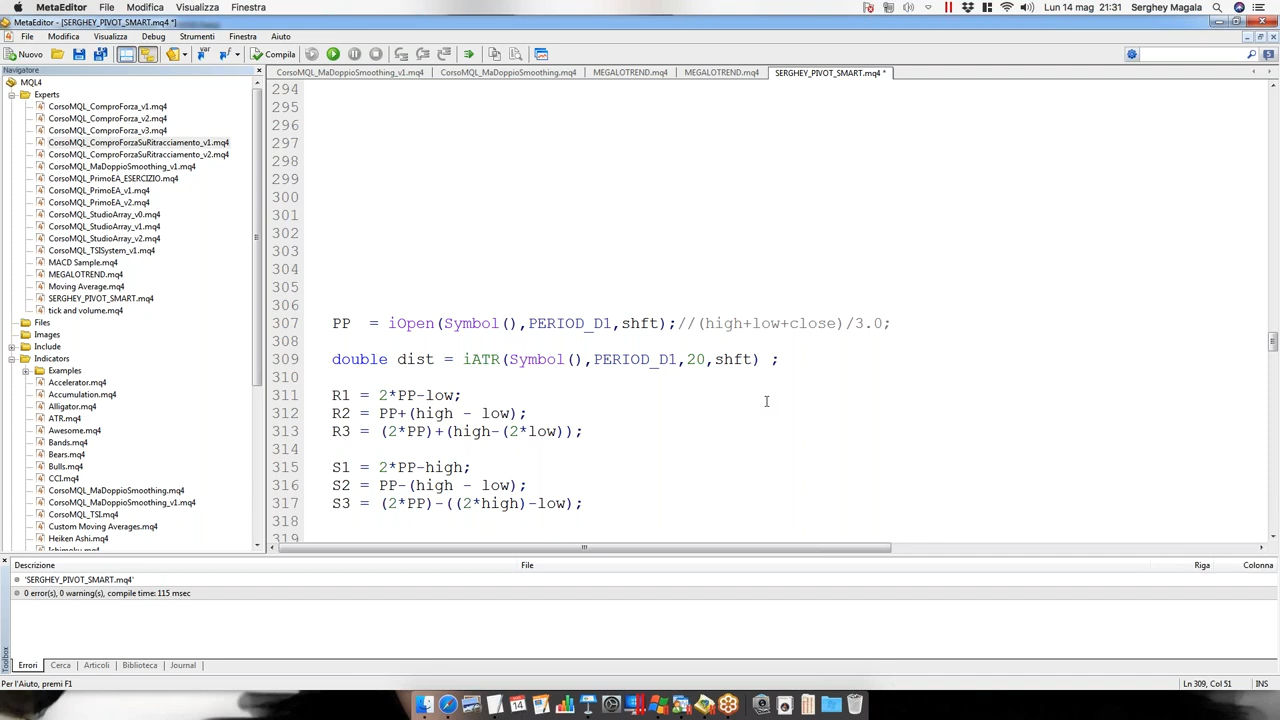 MetaEditor File Modifica Visualizza Finestra Lun 14 mag 21:31 Serghey Magala
MetaEditor - [SERGHEY_PIVOT_SMART.mq4 *]
File Modifica Visualizza Debug Strumenti Finestra Aiuto
Nuovo Compila
Navigatore
CorsoMQL_MaDoppioSmoothing_v1.mq4 CorsoMQL_MaDoppioSmoothing.mq4 MEGALOTREND.mq4 MEGALOTREND.mq4 SERGHEY_PIVOT_SMART.mq4 *
MQL4
Experts
CorsoMQL_ComproForza_v1.mq4
CorsoMQL_ComproForza_v2.mq4
CorsoMQL_ComproForza_v3.mq4
CorsoMQL_ComproForzaSuRitracciamento_v1.mq4
CorsoMQL_ComproForzaSuRitracciamento_v2.mq4
CorsoMQL_MaDoppioSmoothing_v1.mq4
CorsoMQL_PrimoEA_ESERCIZIO.mq4
CorsoMQL_PrimoEA_v1.mq4
CorsoMQL_PrimoEA_v2.mq4
CorsoMQL_StudioArray_v0.mq4
CorsoMQL_StudioArray_v1.mq4
CorsoMQL_StudioArray_v2.mq4
CorsoMQL_TSISystem_v1.mq4
MACD Sample.mq4
MEGALOTREND.mq4
Moving Average.mq4
SERGHEY_PIVOT_SMART.mq4
tick and volume.mq4
Files
Images
Include
Indicators
Examples
Accelerator.mq4
Accumulation.mq4
Alligator.mq4
ATR.mq4
Awesome.mq4
Bands.mq4
Bears.mq4
Bulls.mq4
CCI.mq4
CorsoMQL_MaDoppioSmoothing.mq4
CorsoMQL_MaDoppioSmoothing_v1.mq4
CorsoMQL_TSI.mq4
Custom Moving Averages.mq4
Heiken Ashi.mq4
Ichimoku.mq4
294
295
296
297
298
299
300
301
302
303
304
305
306
307 PP = iOpen(Symbol(),PERIOD_D1,shft);//(high+low+close)/3.0;
308
309 double dist = iATR(Symbol(),PERIOD_D1,20,shft) ;
310
311 R1 = 2*PP-low;
312 R2 = PP+(high - low);
313 R3 = (2*PP)+(high-(2*low));
314
315 S1 = 2*PP-high;
316 S2 = PP-(high - low);
317 S3 = (2*PP)-((2*high)-low);
318
319
Descrizione File Riga Colonna
'SERGHEY_PIVOT_SMART.mq4'
0 error(s), 0 warning(s), compile time: 115 msec
Toolbox
Errori Cerca Articoli Biblioteca Journal
Per l'Aiuto, premi F1 Ln 309, Col 51 INS